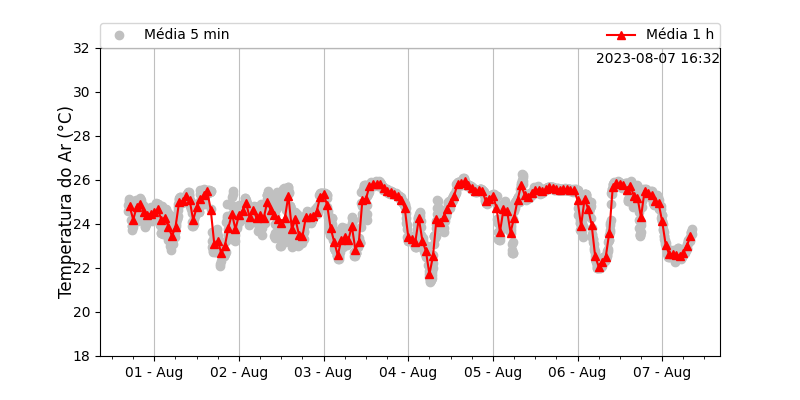 Média 5 min
Média 1 h
2023-08-07 16:32
Temperatura do Ar (°C)
32
30
28
26
24
22
20
18
01 - Aug
02 - Aug
03 - Aug
04 - Aug
05 - Aug
06 - Aug
07 - Aug